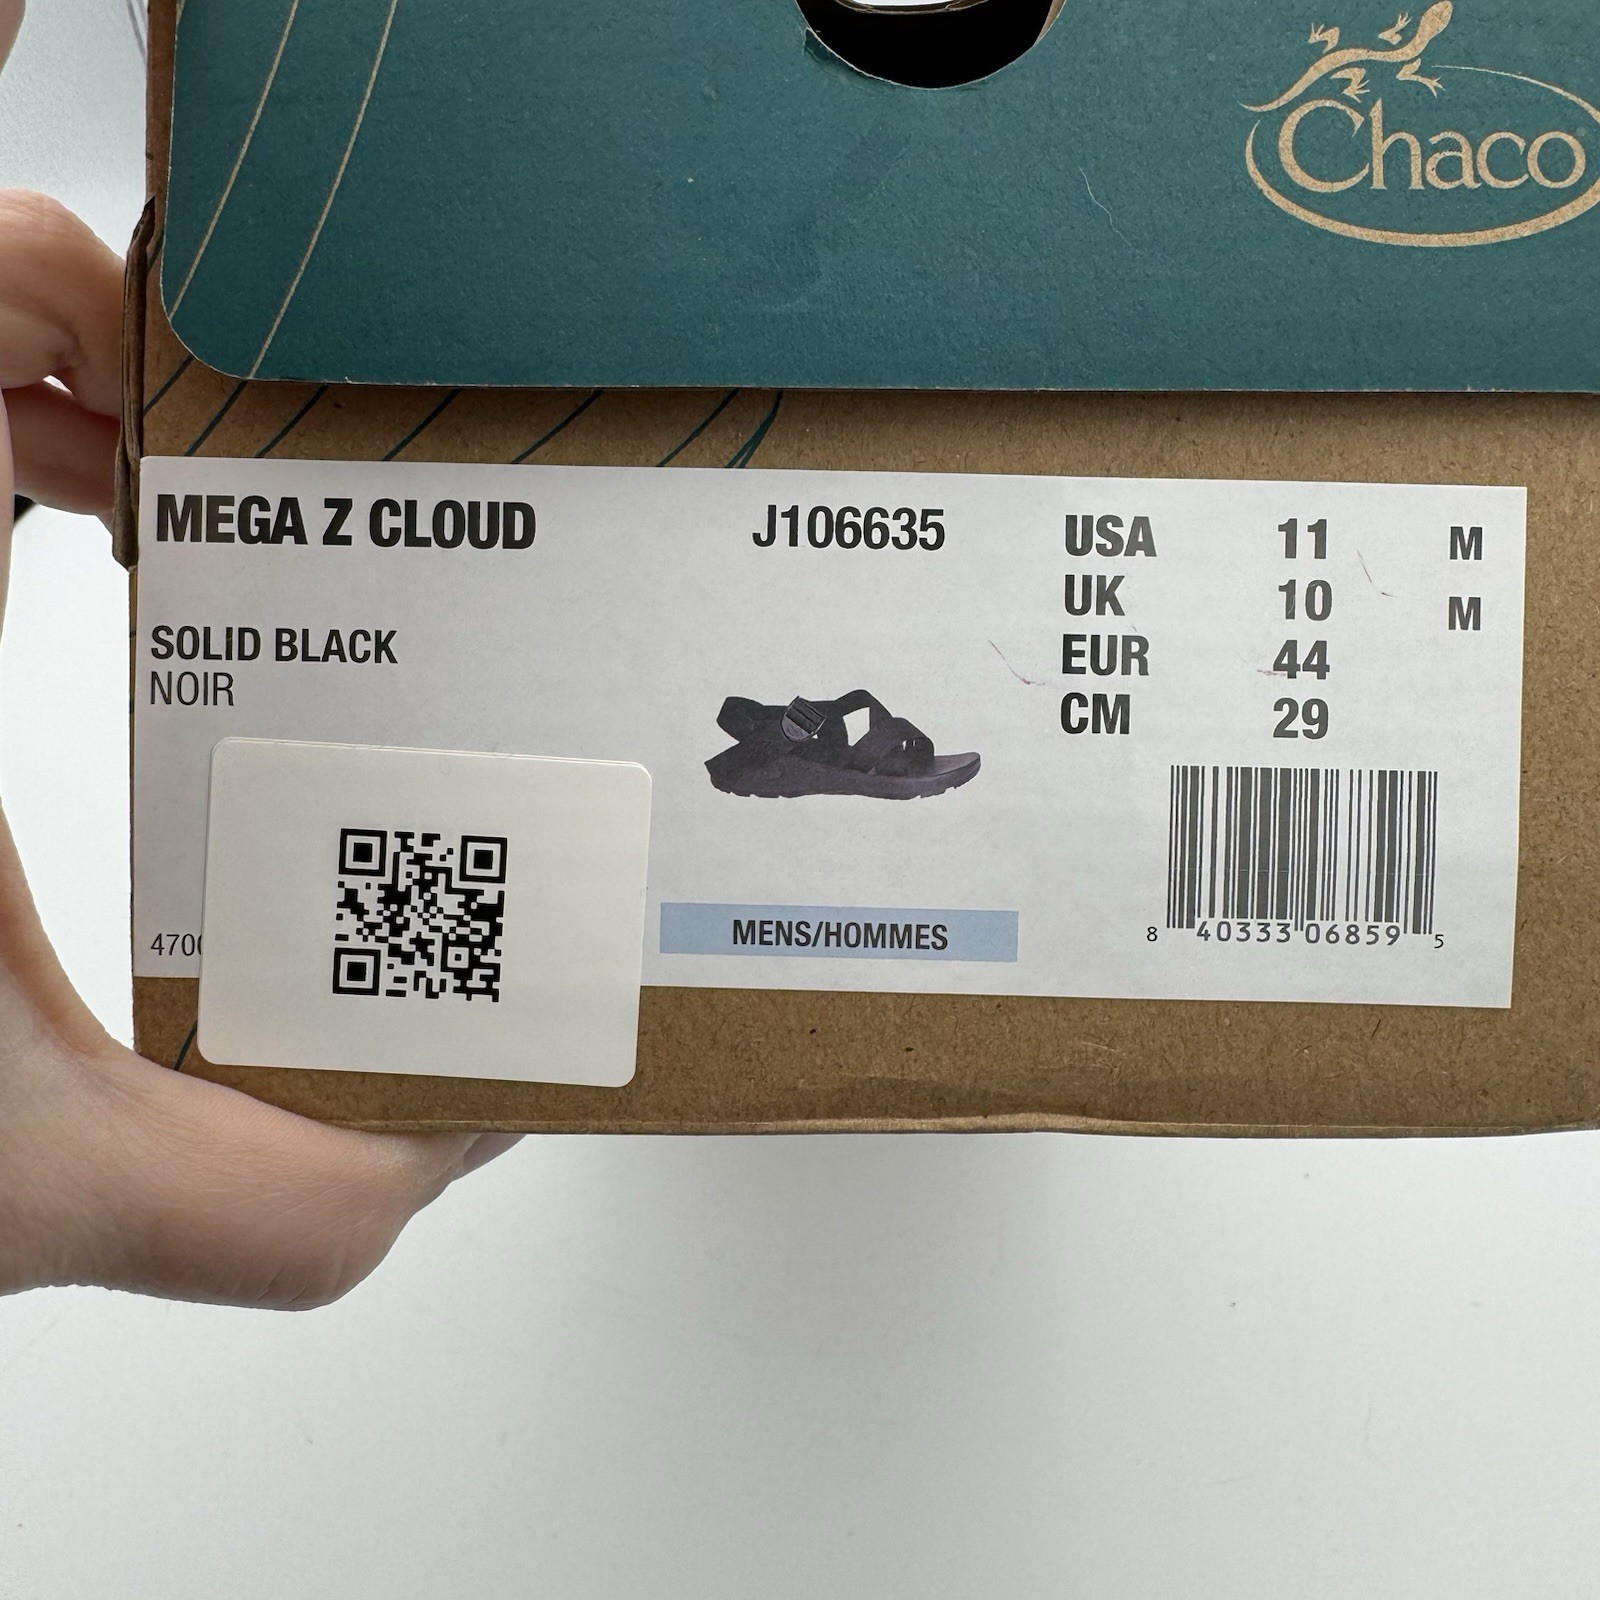 Chaco
MEGA Z CLOUD
J106635
SOLID BLACK
NOIR
USA 11 M
UK 10 M
EUR 44
CM 29
MENS/HOMMES
8 40333 06859 5